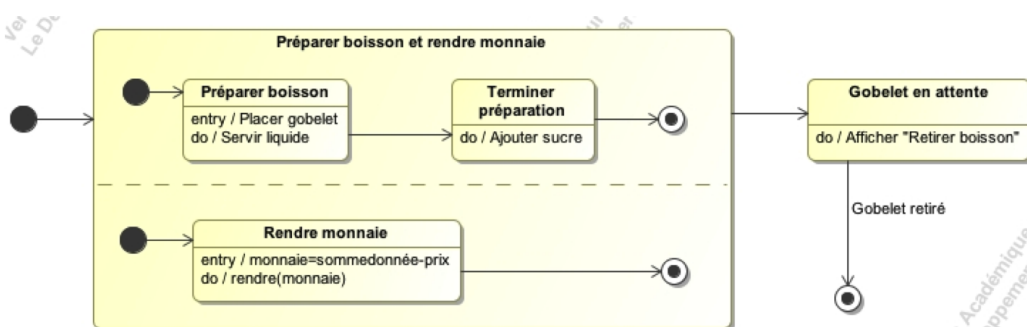 Préparer boisson et rendre monnaie
Préparer boisson
entry / Placer gobelet
do / Servir liquide
Terminer
préparation
do / Ajouter sucre
Gobelet en attente
do / Afficher "Retirer boisson"
Gobelet retiré
Rendre monnaie
entry / monnaie=sommedonnée-prix
do / rendre(monnaie)